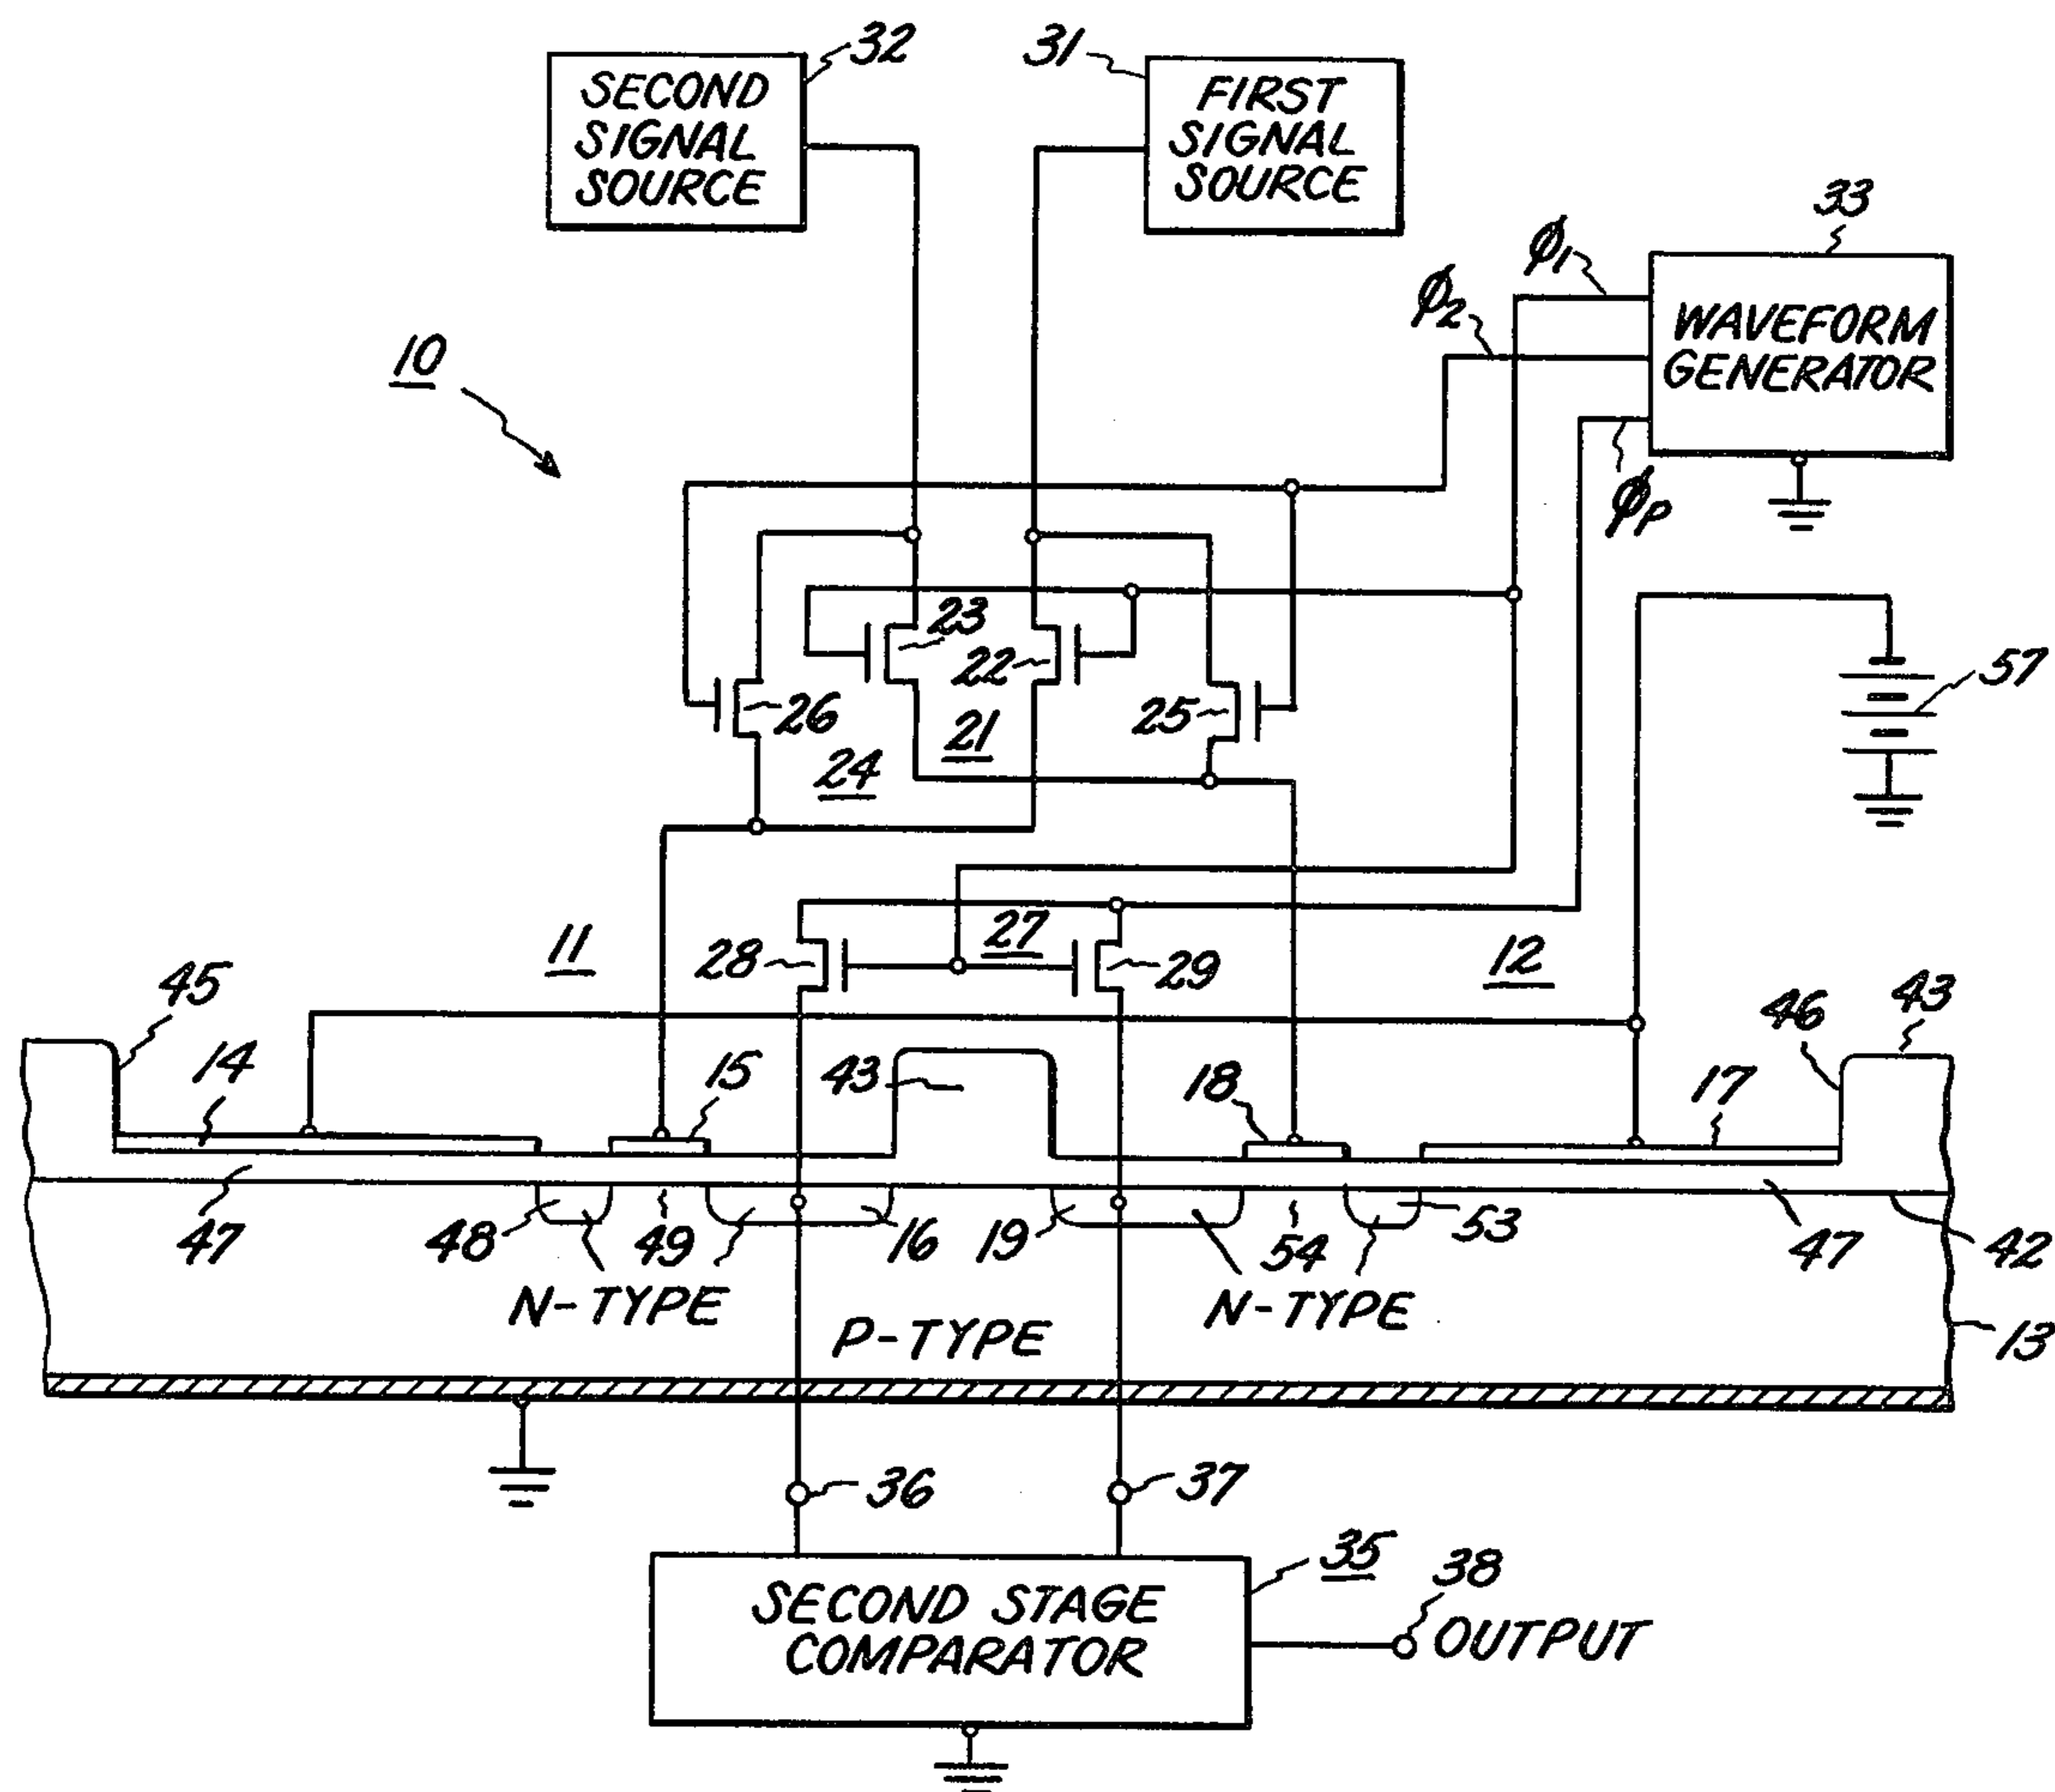 32
SECOND
SIGNAL
SOURCE
31
FIRST
SIGNAL
SOURCE
33
ϕ1
ϕ2
WAVEFORM
GENERATOR
ϕP
10
23
22
26
21
25
24
57
11
27
28
29
12
45
14
15
43
18
46
43
17
47
48
49
16
19
54
53
47
42
N-TYPE
P-TYPE
N-TYPE
13
36
37
35
SECOND STAGE
COMPARATOR
38
OUTPUT